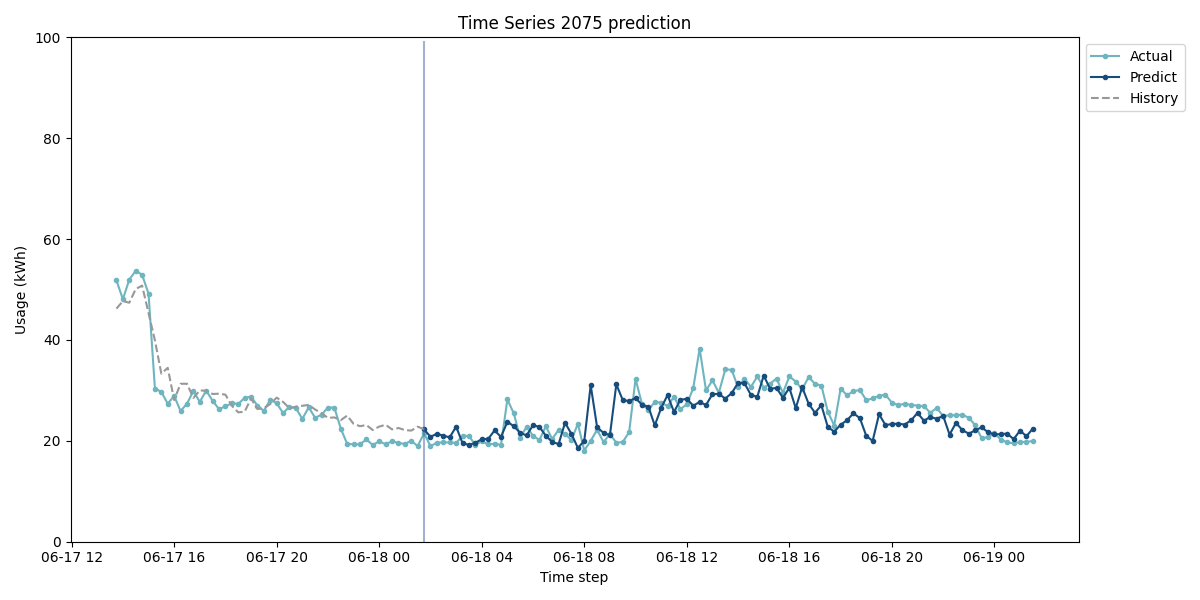 Time Series 2075 prediction
Usage (kWh)
100
80
60
40
20
0
06-17 12
06-17 16
06-17 20
06-18 00
06-18 04
06-18 08
06-18 12
06-18 16
06-18 20
06-19 00
Time step
Actual
Predict
History